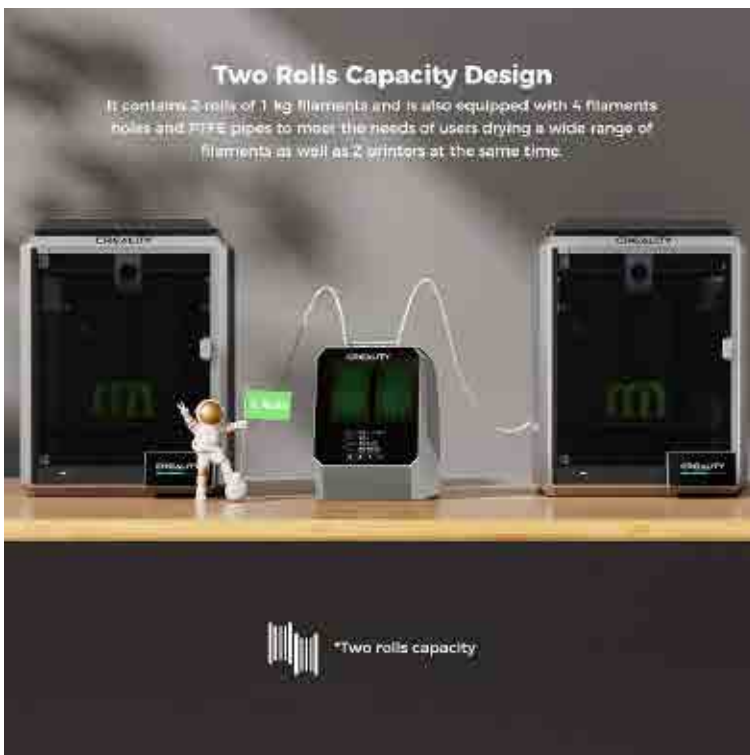 Two Rolls Capacity Design
It contains 2 rolls of 1 kg filaments and is also equipped with 4 filaments
holes and PTFE pipes to meet the needs of users drying a wide range of
filaments as well as 2 printers at the same time.
CREALITY
CREALITY
CREALITY
CREALITY
CREALITY
*Two rolls capacity